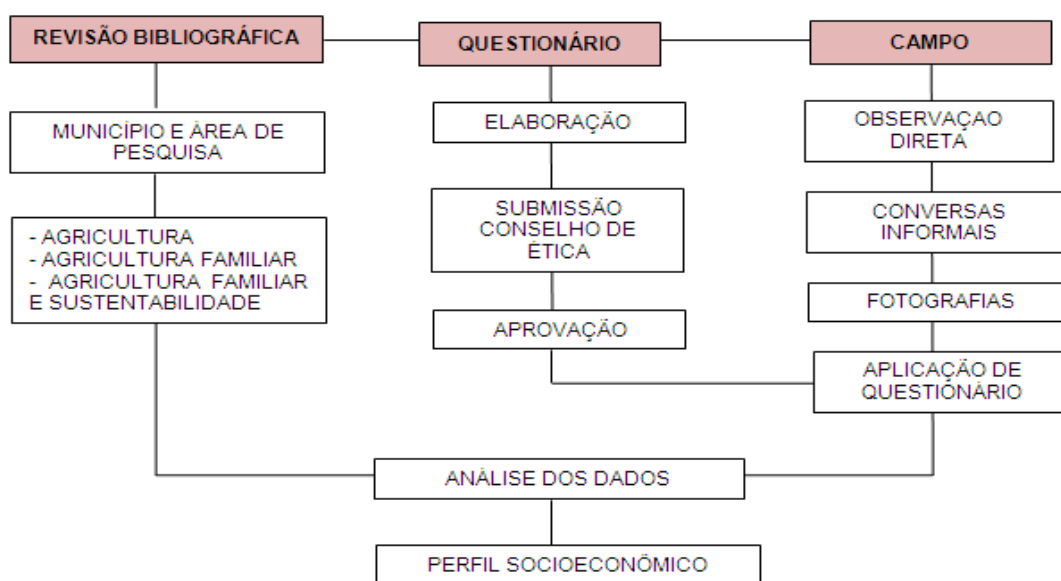 REVISÃO BIBLIOGRÁFICA
QUESTIONÁRIO
CAMPO
MUNICÍPIO E ÁREA DE
PESQUISA
- AGRICULTURA
- AGRICULTURA FAMILIAR
- AGRICULTURA FAMILIAR
E SUSTENTABILIDADE
ELABORAÇÃO
SUBMISSÃO
CONSELHO DE
ÉTICA
APROVAÇÃO
OBSERVAÇAO
DIRETA
CONVERSAS
INFORMAIS
FOTOGRAFIAS
APLICAÇÃO DE
QUESTIONÁRIO
ANÁLISE DOS DADOS
PERFIL SOCIOECONÔMICO